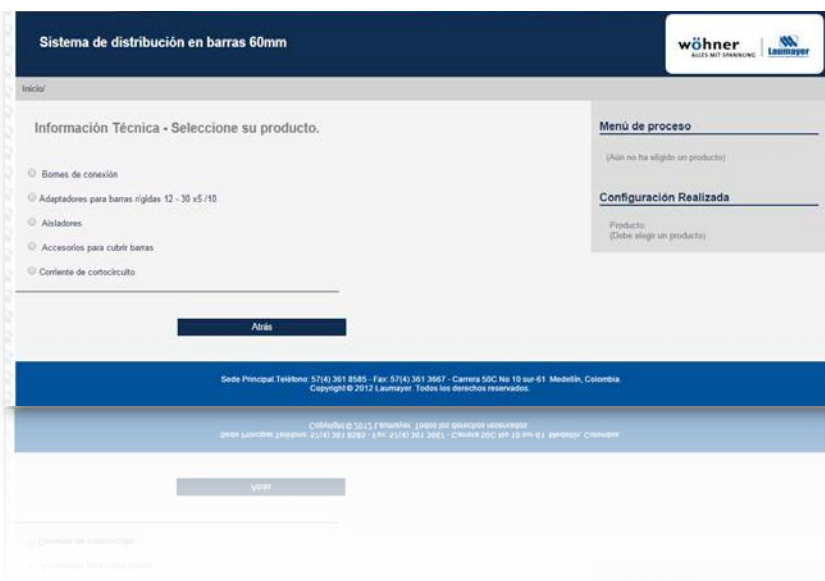 Sistema de distribución en barras 60mm
wöhner
ALLES MIT SPANNUNG
Laumayer
Inicio/
Información Técnica - Seleccione su producto.
Bornes de conexión
Adaptadores para barras rígidas 12 - 30 x5 /10
Aisladores
Accesorios para cubrir barras
Corriente de cortocírcuito
Atrás
Menú de proceso
(Aún no ha eligido un producto)
Configuración Realizada
Producto:
(Debe elegir un producto)
Sede Principal.Teléfono: 57(4) 361 8585 - Fax: 57(4) 361 3667 - Carrera 50C No 10 sur-61 Medellín, Colombia.
Copyright © 2012 Laumayer. Todos los derechos reservados.